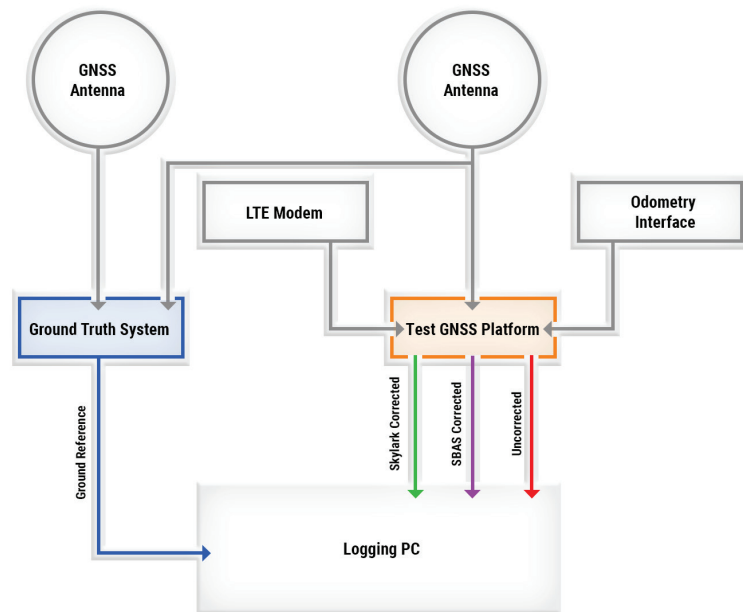 GNSS
Antenna
GNSS
Antenna
LTE Modem
Odometry
Interface
Ground Truth System
Test GNSS Platform
Ground Reference
Skylark Corrected
SBAS Corrected
Uncorrected
Logging PC